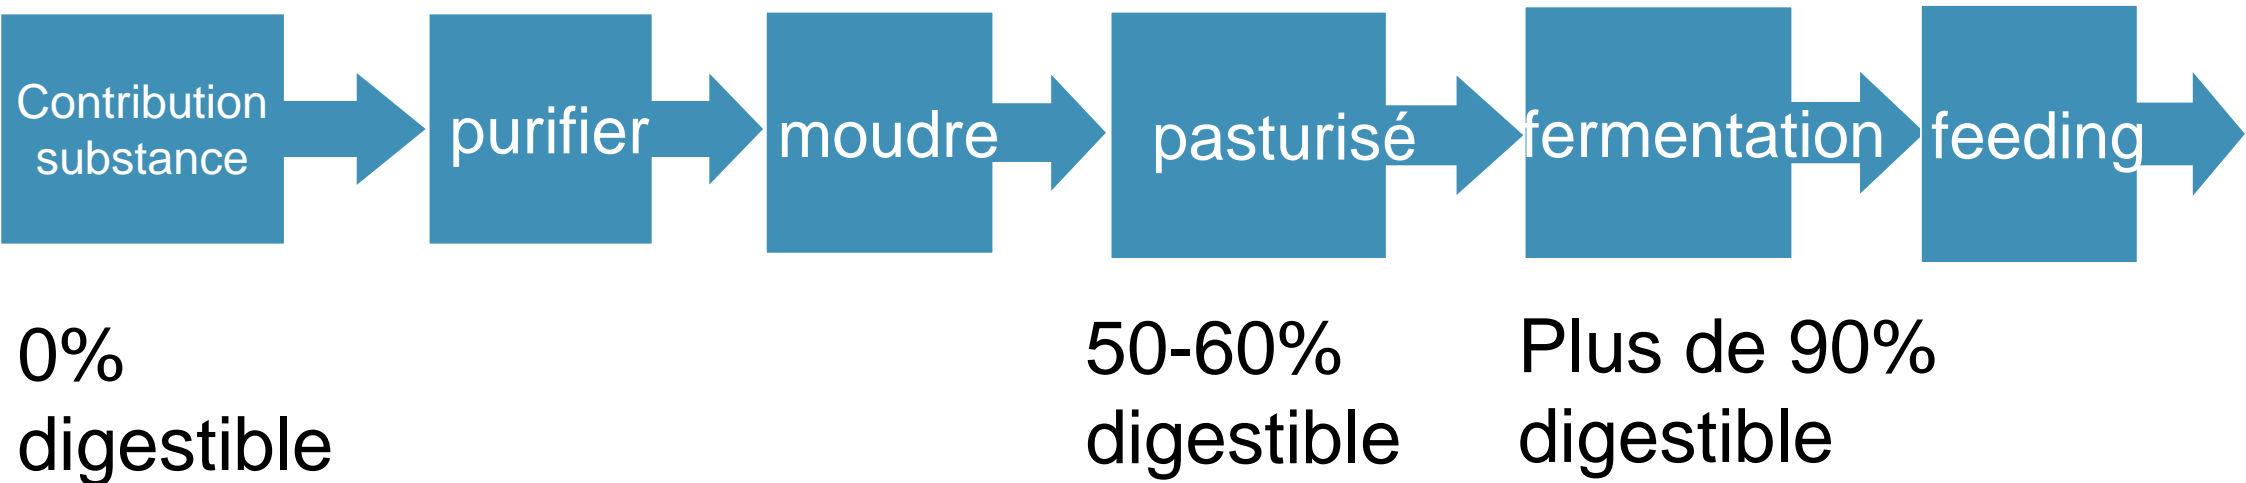 Contribution
substance
purifier
moudre
pasturisé
fermentation
feeding
0%
digestible
50-60%
digestible
Plus de 90%
digestible